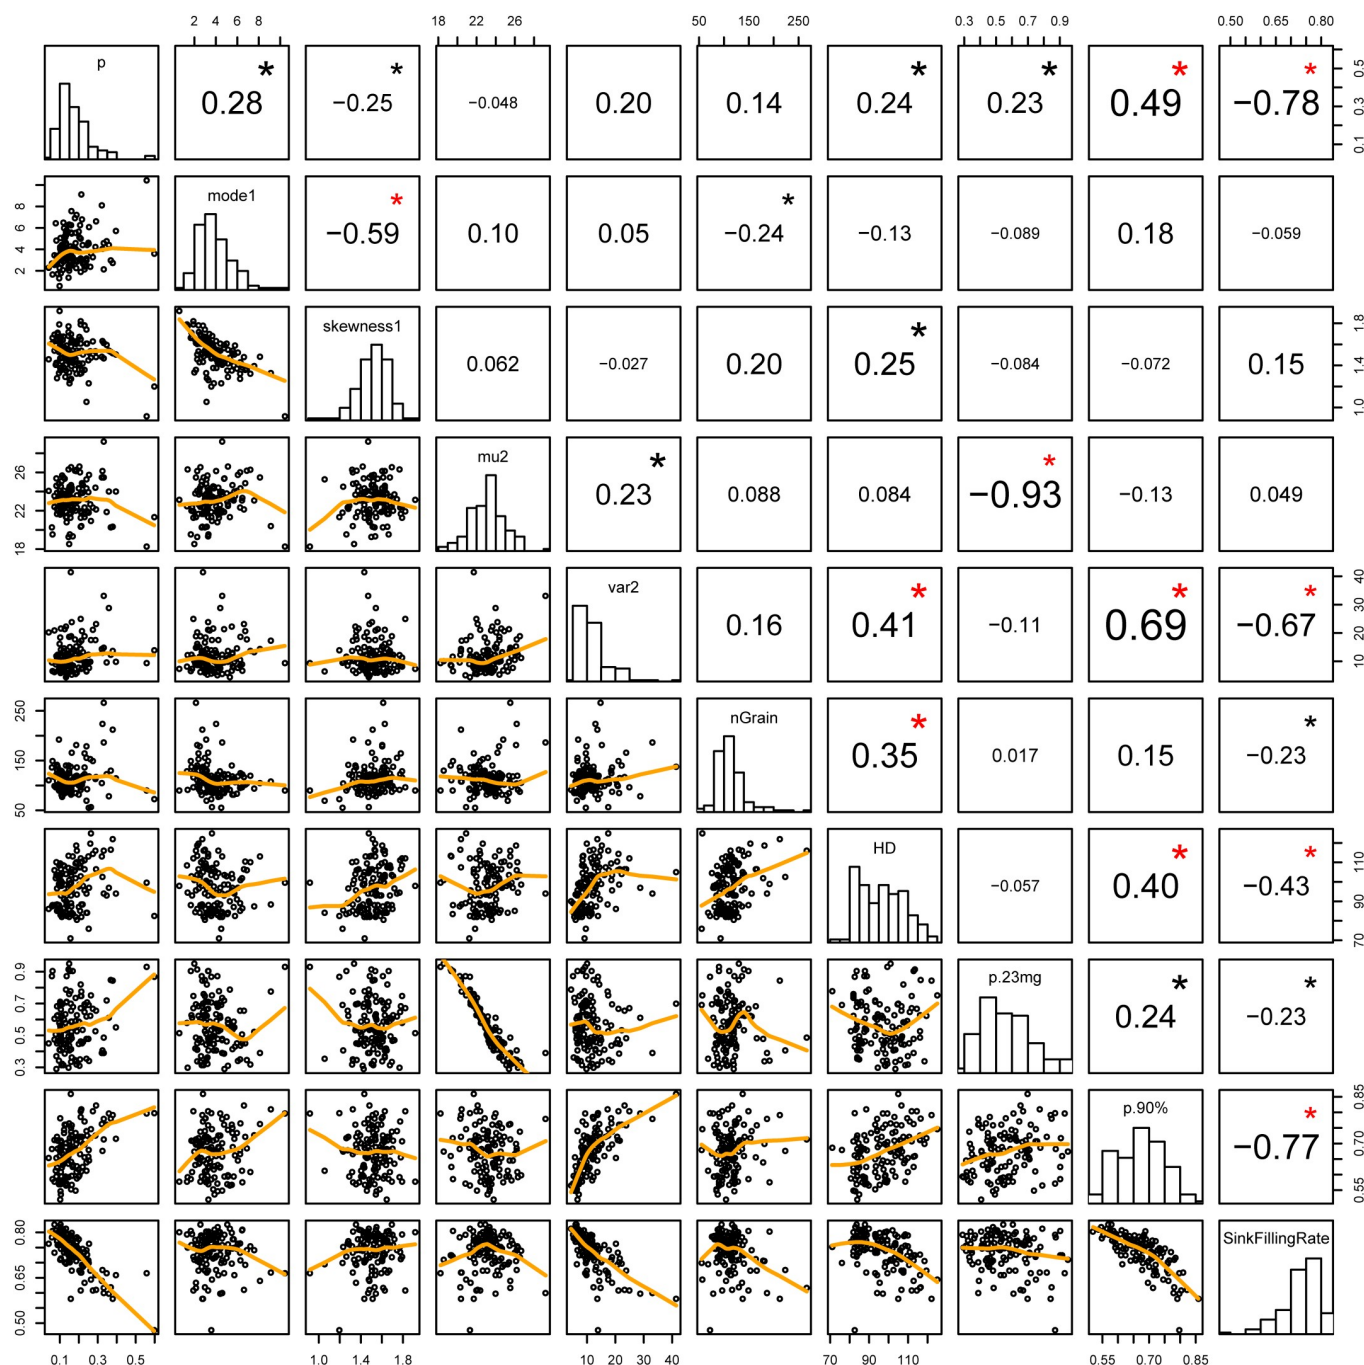 2 4 6 8 18 22 26 50 150 250 0.3 0.5 0.7 0.9 0.50 0.65 0.80
p 0.28 * −0.25 * −0.048 0.20 0.14 0.24 * 0.23 * 0.49 * −0.78 * 0.1 0.3 0.5
2 4 6 8 mode1 −0.59 * 0.10 0.05 −0.24 * −0.13 −0.089 0.18 −0.059
skewness1 0.062 −0.027 0.20 0.25 * −0.084 −0.072 0.15 1.0 1.4 1.8
18 22 26 mu2 0.23 * 0.088 0.084 −0.93 * −0.13 0.049
var2 0.16 0.41 * −0.11 0.69 * −0.67 * 10 20 30 40
50 150 250 nGrain 0.35 * 0.017 0.15 −0.23 *
HD −0.057 0.40 * −0.43 * 70 90 110
0.3 0.5 0.7 0.9 p.23mg 0.24 * −0.23 *
p.90% −0.77 * 0.55 0.70 0.85
0.50 0.65 0.80 SinkFillingRate
0.1 0.3 0.5 1.0 1.4 1.8 10 20 30 40 70 90 110 0.55 0.70 0.85